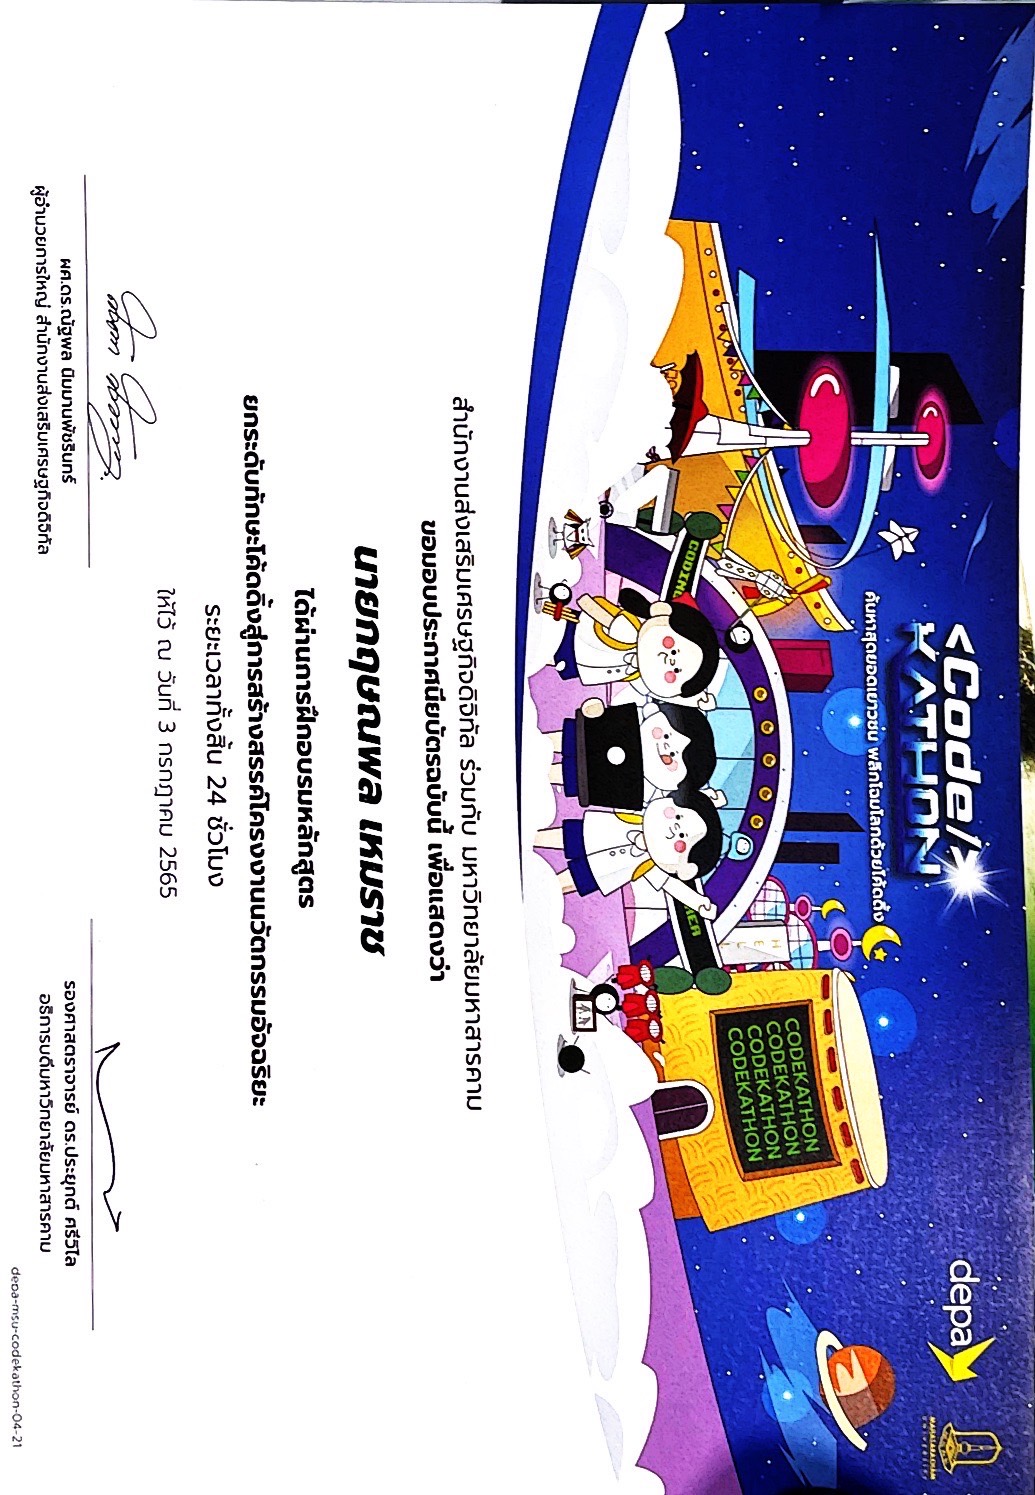 <Code/>
KATHON
ค้นหาสุดยอดเยาวชน พลิกโฉมโลกด้วยโค้ดดิ้ง
depa
MAHASARAKHAM
UNIVERSITY
HELL
CODEKATHON
CODEKATHON
CODEKATHON
CODEKATHON
CODING
สำนักงานส่งเสริมเศรษฐกิจดิจิทัล ร่วมกับ มหาวิทยาลัยมหาสารคาม
ขอมอบประกาศนียบัตรฉบับนี้ เพื่อแสดงว่า
นายกฤษณพล เหมราช
ได้ผ่านการฝึกอบรมหลักสูตร
ยกระดับทักษะโค้ดดิ้งสู่การสร้างสรรค์โครงงานนวัตกรรมอัจฉริยะ
ระยะเวลาทั้งสิ้น 24 ชั่วโมง
ให้ไว้ ณ วันที่ 3 กรกฎาคม 2565
ผศ.ดร.ณัฐพล นิมมานพัชรินทร์
ผู้อำนวยการใหญ่ สำนักงานส่งเสริมเศรษฐกิจดิจิทัล
รองศาสตราจารย์ ดร.ประยุกต์ ศรีวิไล
อธิการบดีมหาวิทยาลัยมหาสารคาม
depa-msu-codekathon-04-21